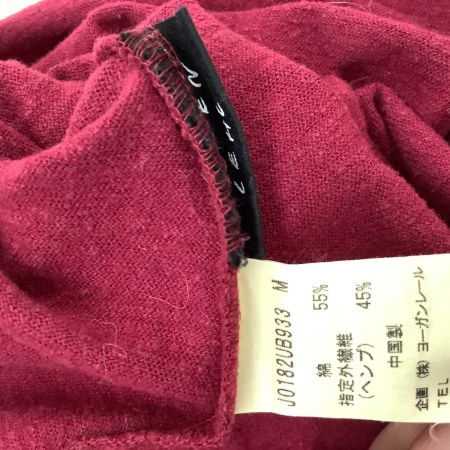 J0182UB933 M
綿 55%
指定外繊維 45%
(ヘンプ)
中国製
企画 (株) ヨーガンレール
TEL